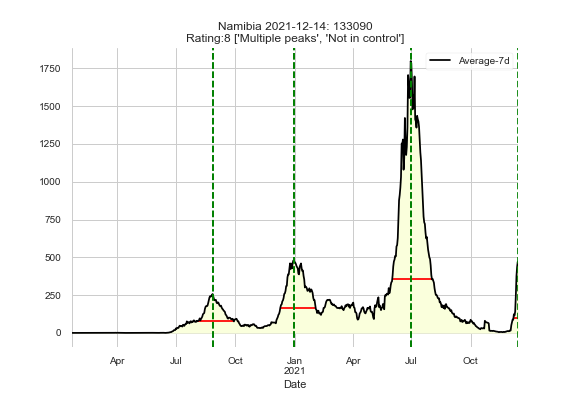 Namibia 2021-12-14: 133090
Rating:8 ['Multiple peaks', 'Not in control']
Average-7d
1750
1500
1250
1000
750
500
250
0
Apr Jul Oct Jan Apr Jul Oct
2021
Date